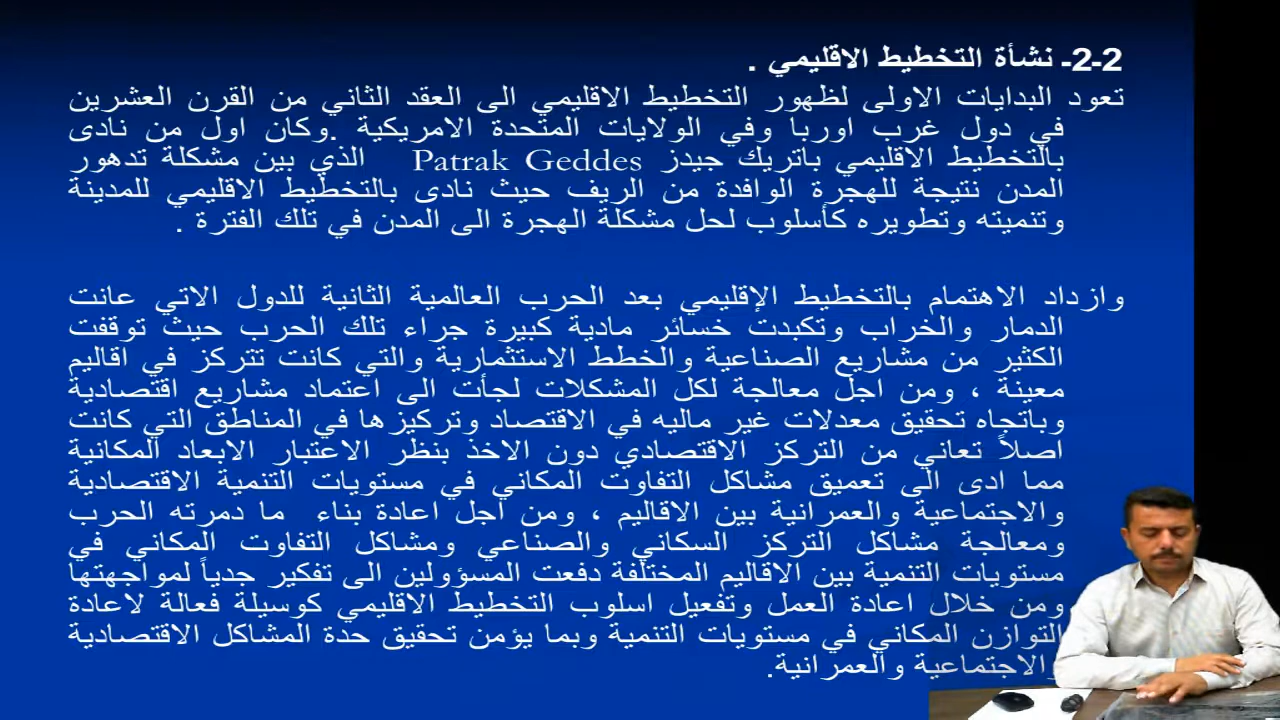 2-2- نشأة التخطيط الاقليمي .
تعود البدايات الاولى لظهور التخطيط الاقليمي الى العقد الثاني من القرن العشرين
في دول غرب اوربا وفي الولايات المتحدة الامريكية .وكان اول من نادى
بالتخطيط الاقليمي باتريك جيدز Patrak Geddes الذي بين مشكلة تدهور
المدن نتيجة للهجرة الوافدة من الريف حيث نادى بالتخطيط الاقليمي للمدينة
وتنميته وتطويره كأسلوب لحل مشكلة الهجرة الى المدن في تلك الفترة .
وازداد الاهتمام بالتخطيط الإقليمي بعد الحرب العالمية الثانية للدول الاتي عانت
الدمار والخراب وتكبدت خسائر مادية كبيرة جراء تلك الحرب حيث توقفت
الكثير من مشاريع الصناعية والخطط الاستثمارية والتي كانت تتركز في اقاليم
معينة ، ومن اجل معالجة لكل المشكلات لجأت الى اعتماد مشاريع اقتصادية
وباتجاه تحقيق معدلات غير ماليه في الاقتصاد وتركيزها في المناطق التي كانت
اصلاً تعاني من التركز الاقتصادي دون الاخذ بنظر الاعتبار الابعاد المكانية
مما ادى الى تعميق مشاكل التفاوت المكاني في مستويات التنمية الاقتصادية
والاجتماعية والعمرانية بين الاقاليم ، ومن اجل اعادة بناء ما دمرته الحرب
ومعالجة مشاكل التركز السكاني والصناعي ومشاكل التفاوت المكاني في
مستويات التنمية بين الاقاليم المختلفة دفعت المسؤولين الى تفكير جدياً لمواجهتها
ومن خلال اعادة العمل وتفعيل اسلوب التخطيط الاقليمي كوسيلة فعالة لاعادة
التوازن المكاني في مستويات التنمية وبما يؤمن تحقيق حدة المشاكل الاقتصادية
والاجتماعية والعمرانية.